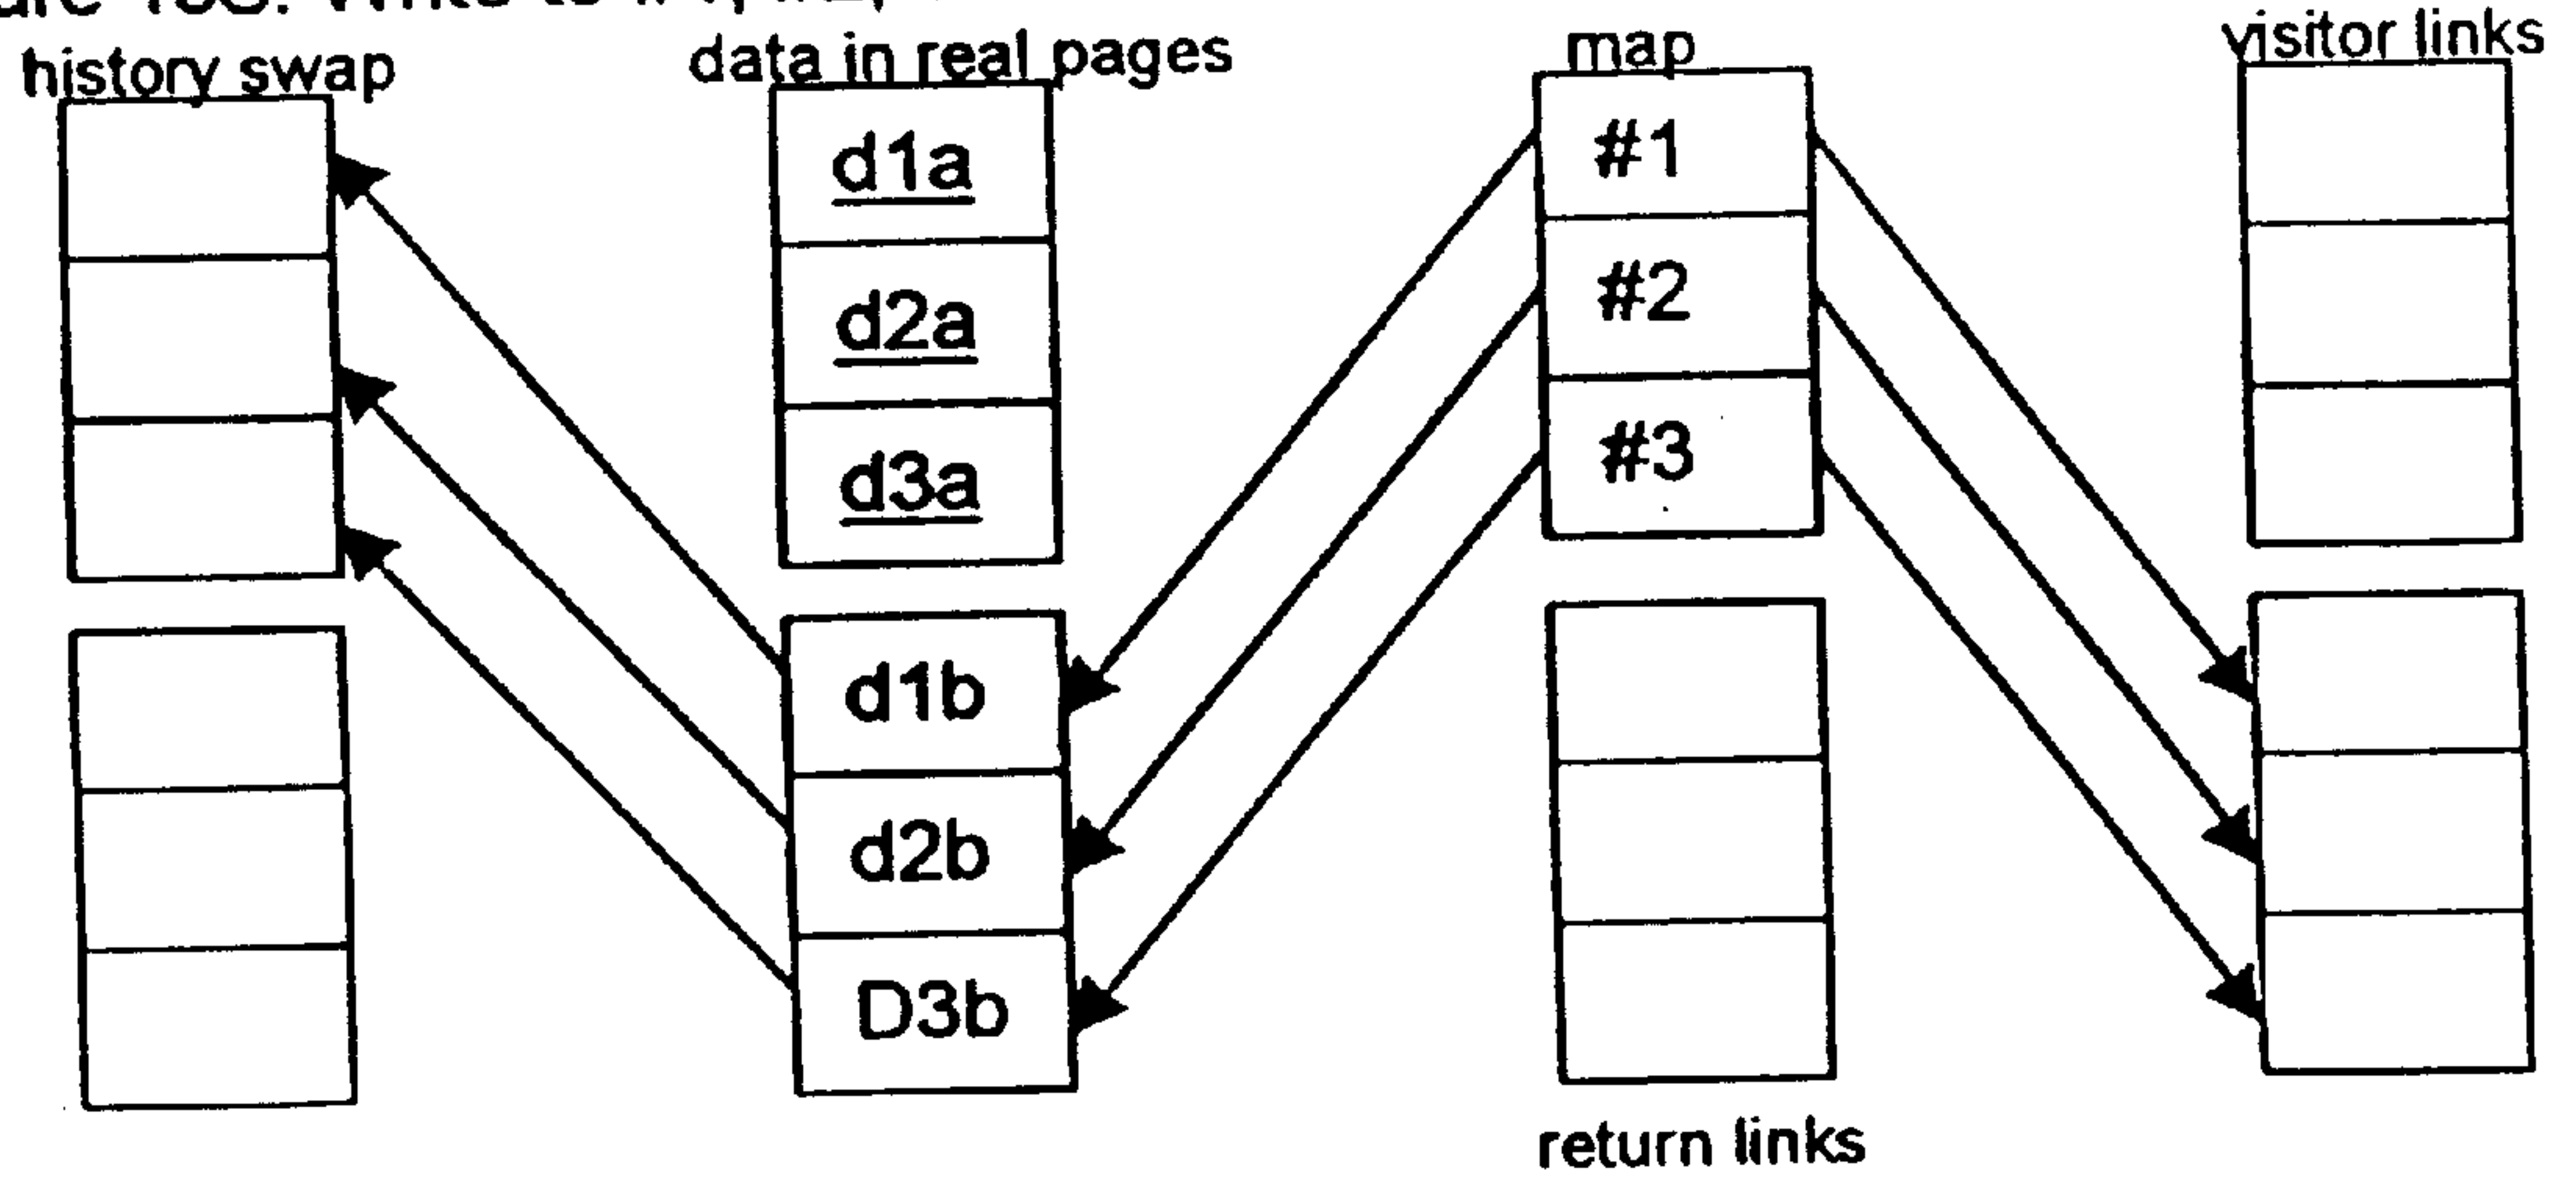 history swap
data in real pages
map
visitor links
d1a
#1
d2a
#2
d3a
#3
d1b
d2b
D3b
return links